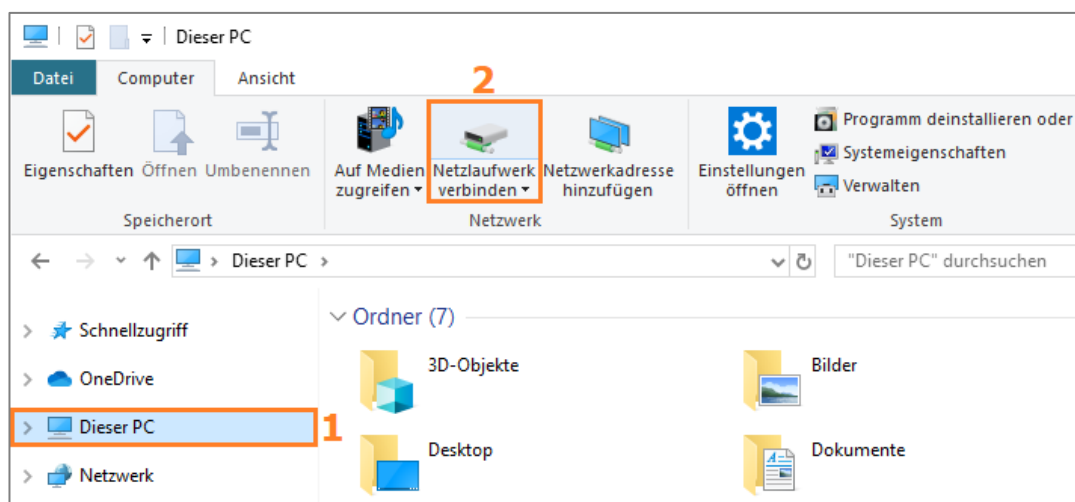 Dieser PC
Datei Computer Ansicht
2
Eigenschaften Öffnen Umbenennen
Auf Medien zugreifen
Netzlaufwerk verbinden
Netzwerkadresse hinzufügen
Einstellungen öffnen
Programm deinstallieren oder
Systemeigenschaften
Verwalten
Speicherort
Netzwerk
System
Dieser PC
"Dieser PC" durchsuchen
Schnellzugriff
OneDrive
Dieser PC
1
Netzwerk
Ordner (7)
3D-Objekte
Bilder
Desktop
Dokumente